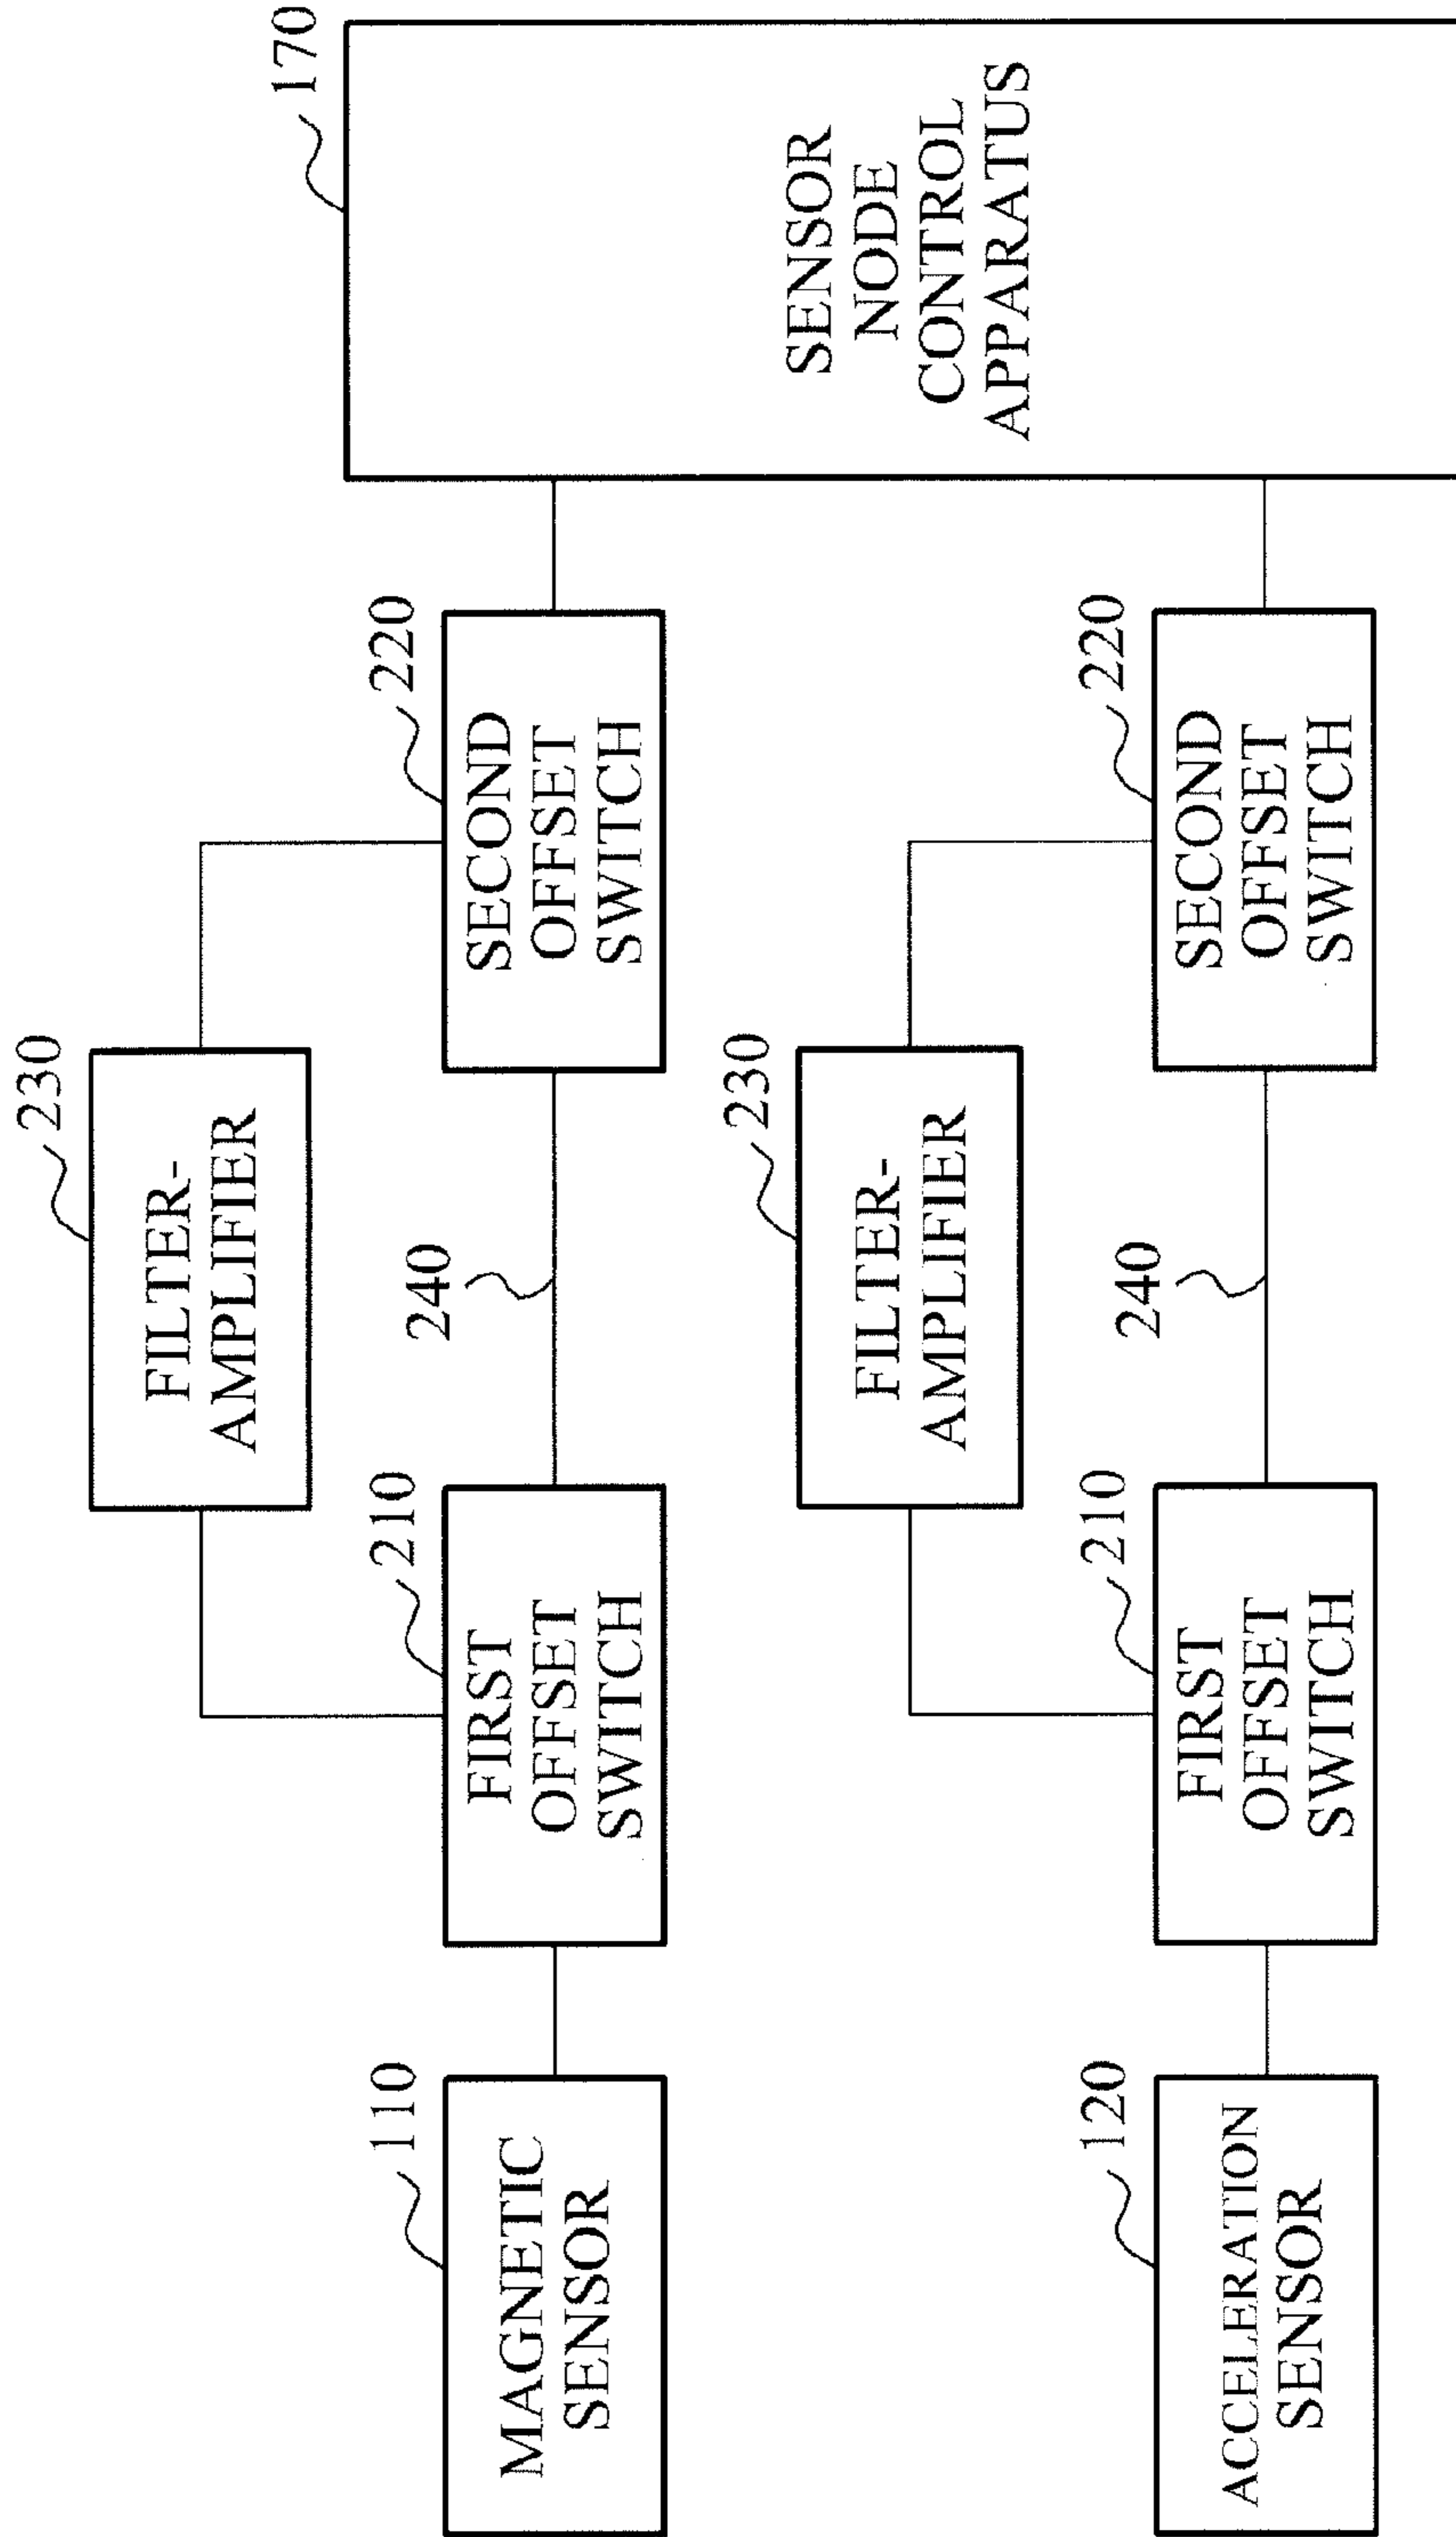 170
SENSOR
NODE
CONTROL
APPARATUS
230
FILTER-
AMPLIFIER
110
MAGNETIC
SENSOR
210
FIRST
OFFSET
SWITCH
240
220
SECOND
OFFSET
SWITCH
230
FILTER-
AMPLIFIER
120
ACCELERATION
SENSOR
210
FIRST
OFFSET
SWITCH
240
220
SECOND
OFFSET
SWITCH